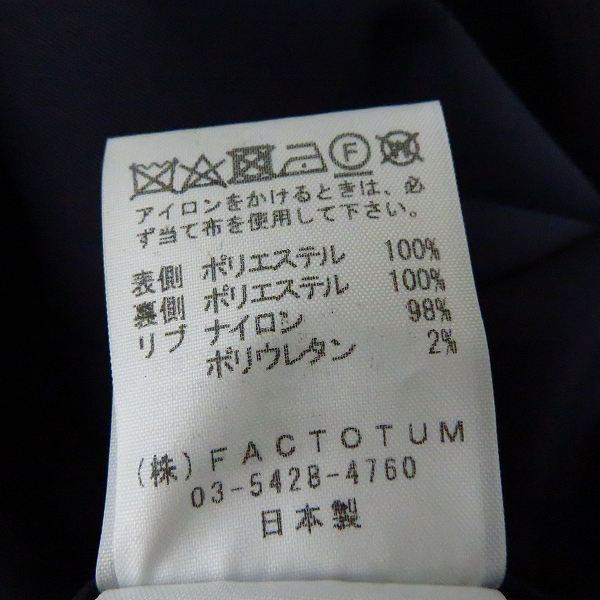 F W
アイロンをかけるときは、必
ず当て布を使用して下さい。
表側 ポリエステル 100%
裏側 ポリエステル 100%
リブ ナイロン 98%
ポリウレタン 2%
(株)FACTOTUM
03-5428-4760
日本製